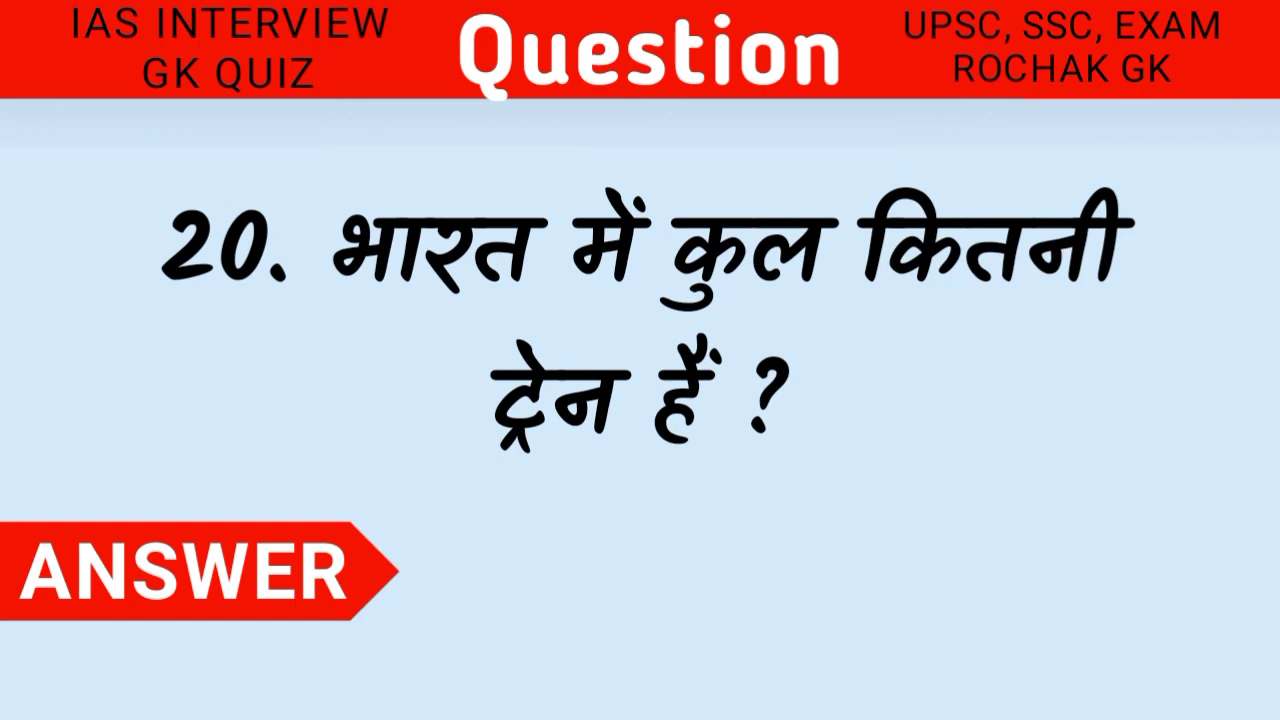 IAS INTERVIEW
GK QUIZ
Question
UPSC, SSC, EXAM
ROCHAK GK
20. भारत में कुल कितनी
ट्रेन हैं ?
ANSWER